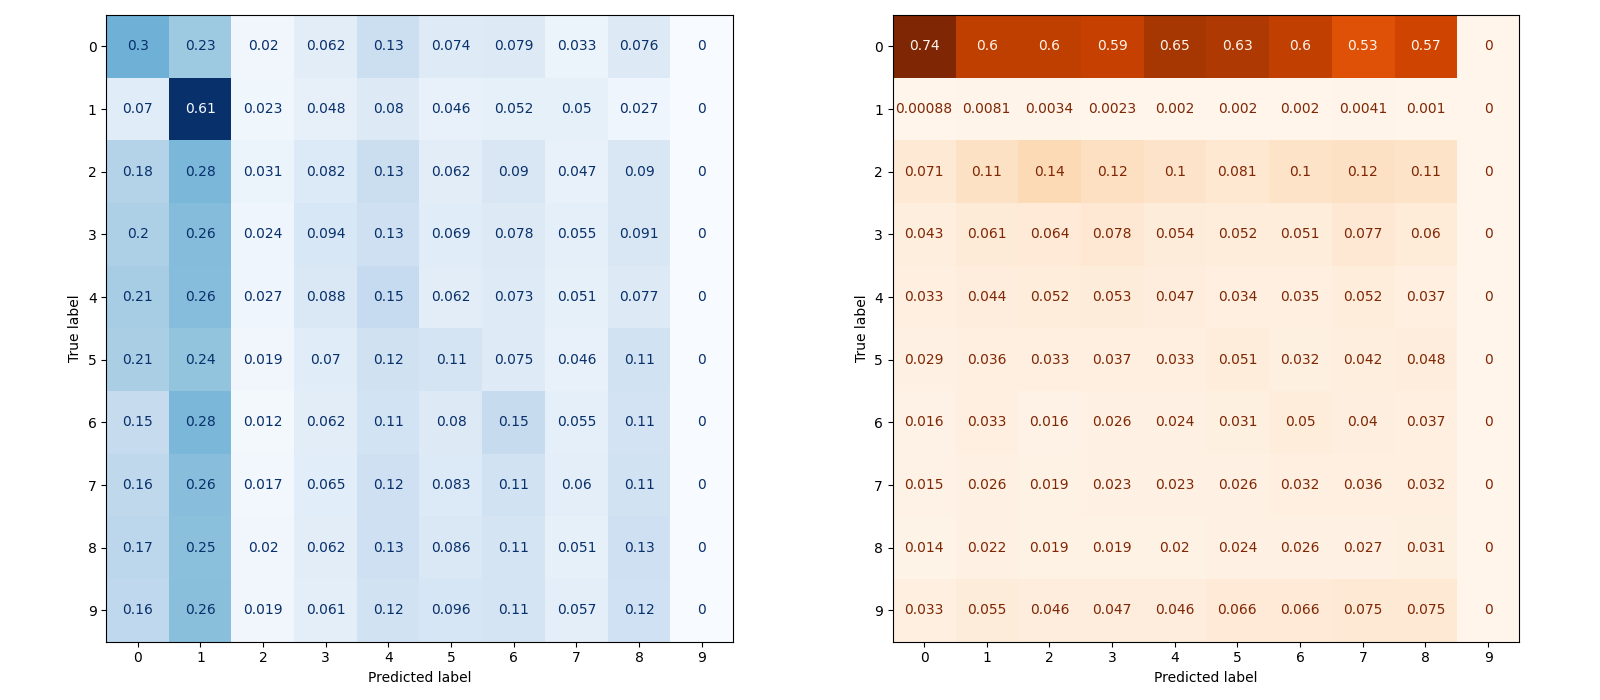 0 0.3 0.23 0.02 0.062 0.13 0.074 0.079 0.033 0.076 0
1 0.07 0.61 0.023 0.048 0.08 0.046 0.052 0.05 0.027 0
2 0.18 0.28 0.031 0.082 0.13 0.062 0.09 0.047 0.09 0
3 0.2 0.26 0.024 0.094 0.13 0.069 0.078 0.055 0.091 0
4 0.21 0.26 0.027 0.088 0.15 0.062 0.073 0.051 0.077 0
5 0.21 0.24 0.019 0.07 0.12 0.11 0.075 0.046 0.11 0
6 0.15 0.28 0.012 0.062 0.11 0.08 0.15 0.055 0.11 0
7 0.16 0.26 0.017 0.065 0.12 0.083 0.11 0.06 0.11 0
8 0.17 0.25 0.02 0.062 0.13 0.086 0.11 0.051 0.13 0
9 0.16 0.26 0.019 0.061 0.12 0.096 0.11 0.057 0.12 0
0 1 2 3 4 5 6 7 8 9
True label
Predicted label
0 0.74 0.6 0.6 0.59 0.65 0.63 0.6 0.53 0.57 0
1 0.00088 0.0081 0.0034 0.0023 0.002 0.002 0.002 0.0041 0.001 0
2 0.071 0.11 0.14 0.12 0.1 0.081 0.1 0.12 0.11 0
3 0.043 0.061 0.064 0.078 0.054 0.052 0.051 0.077 0.06 0
4 0.033 0.044 0.052 0.053 0.047 0.034 0.035 0.052 0.037 0
5 0.029 0.036 0.033 0.037 0.033 0.051 0.032 0.042 0.048 0
6 0.016 0.033 0.016 0.026 0.024 0.031 0.05 0.04 0.037 0
7 0.015 0.026 0.019 0.023 0.023 0.026 0.032 0.036 0.032 0
8 0.014 0.022 0.019 0.019 0.02 0.024 0.026 0.027 0.031 0
9 0.033 0.055 0.046 0.047 0.046 0.066 0.066 0.075 0.075 0
0 1 2 3 4 5 6 7 8 9
True label
Predicted label